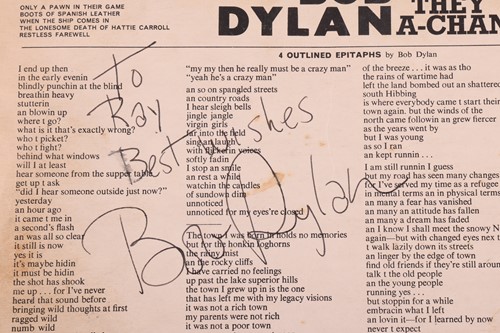 ONLY A PAWN IN THEIR GAME
BOOTS OF SPANISH LEATHER
WHEN THE SHIP COMES IN
THE LONESOME DEATH OF HATTIE CARROLL
RESTLESS FAREWELL
BOB
DYLAN
THEY
A-CHAN
4 OUTLINED EPITAPHS by Bob Dylan
I end up then
in the early evenin
blindly punchin at the blind
breathin heavy
stutterin
an blowin up
where t go?
what is it that's exactly wrong?
who t picket?
who t fight?
behind what windows
will I at least
hear someone from the supper table
get up t ask
"did I hear someone outside just now?"
yesterday
an hour ago
it came t me in
a second's flash
an was all so clear
it still is now
yes it is
it's maybe hidin
it must be hidin
the shot has shook
me up . . . for I've never
heard that sound before
bringing wild thoughts at first
ragged wild
numb wild
"my my then he really must be a crazy man"
"yeah he's a crazy man"
an so on spangled streets
an country roads
I hear sleigh bells
jingle jangle
virgin girls
far into the field
sing an laugh
with flicker in voices
softly fadin
I stop an smile
an rest a while
watchin the candles
of sundown dim
unnoticed
unnoticed for my eyes're closed
The town I was born in holds no memories
but for the honkin foghorns
the rainy mist
an the rocky cliffs
I have carried no feelings
up past the lake superior hills
the town I grew up in is the one
that has left me with my legacy visions
it was not a rich town
my parents were not rich
it was not a poor town
of the breeze . . . it was as tho
the rains of wartime had
left the land bombed out an shattered
south Hibbing
is where everybody came t start their
town again. but the winds of the
north came followin an grew fiercer
as the years went by
but I was young
as so I ran
an kept runnin . . .
I am still runnin I guess
but my road has seen many changes
for I've served my time as a refugee
in mental terms an in physical terms
an many a fear has vanished
an many an attitude has fallen
an many a dream has faded
an I know I shall meet the snowy N
again—but with changed eyes nex t
t walk lazily down its streets
an linger by the edge of town
find old friends if they're still around
talk t the old people
an the young people
running yes . . .
but stoppin for a while
embracin what I left
an lovin it—for I learned by now
never t expect
To
Ray
Best Wishes
Bob Dylan